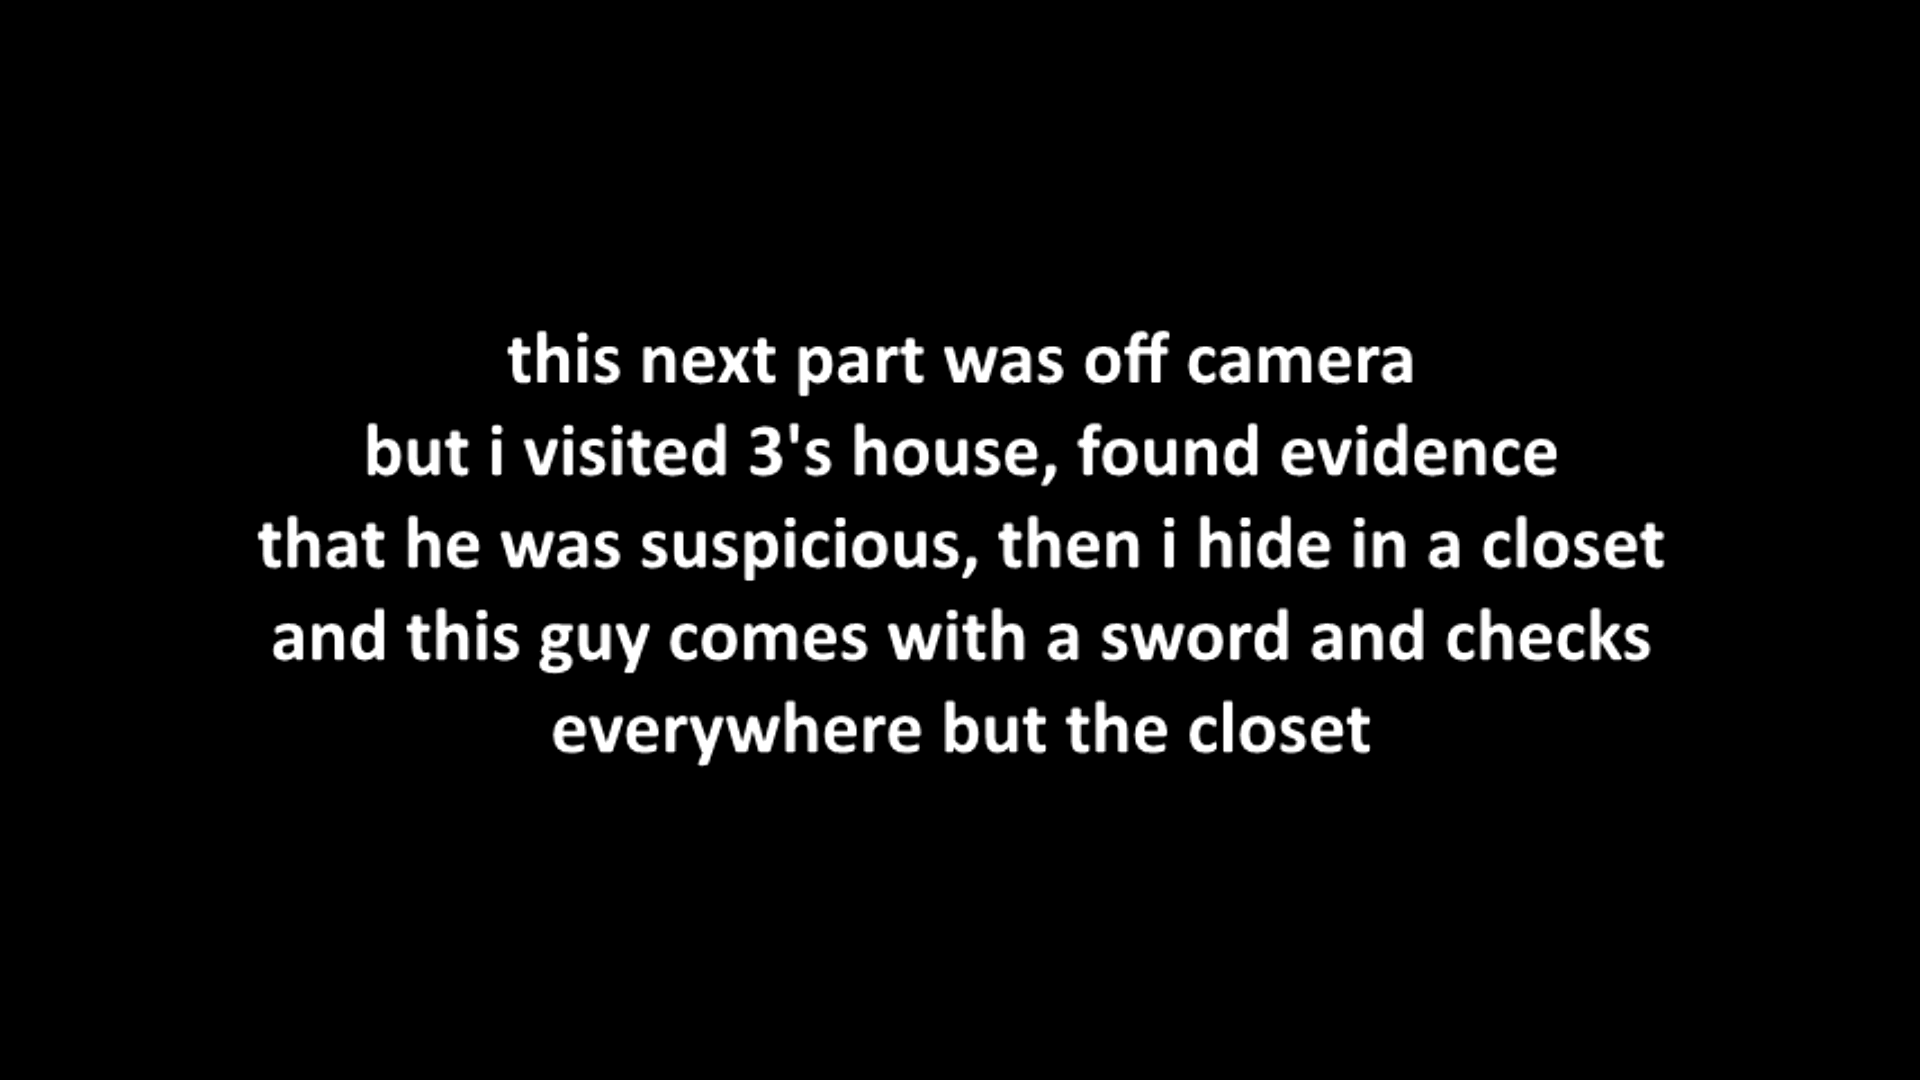 this next part was off camera
but i visited 3's house, found evidence
that he was suspicious, then i hide in a closet
and this guy comes with a sword and checks
everywhere but the closet